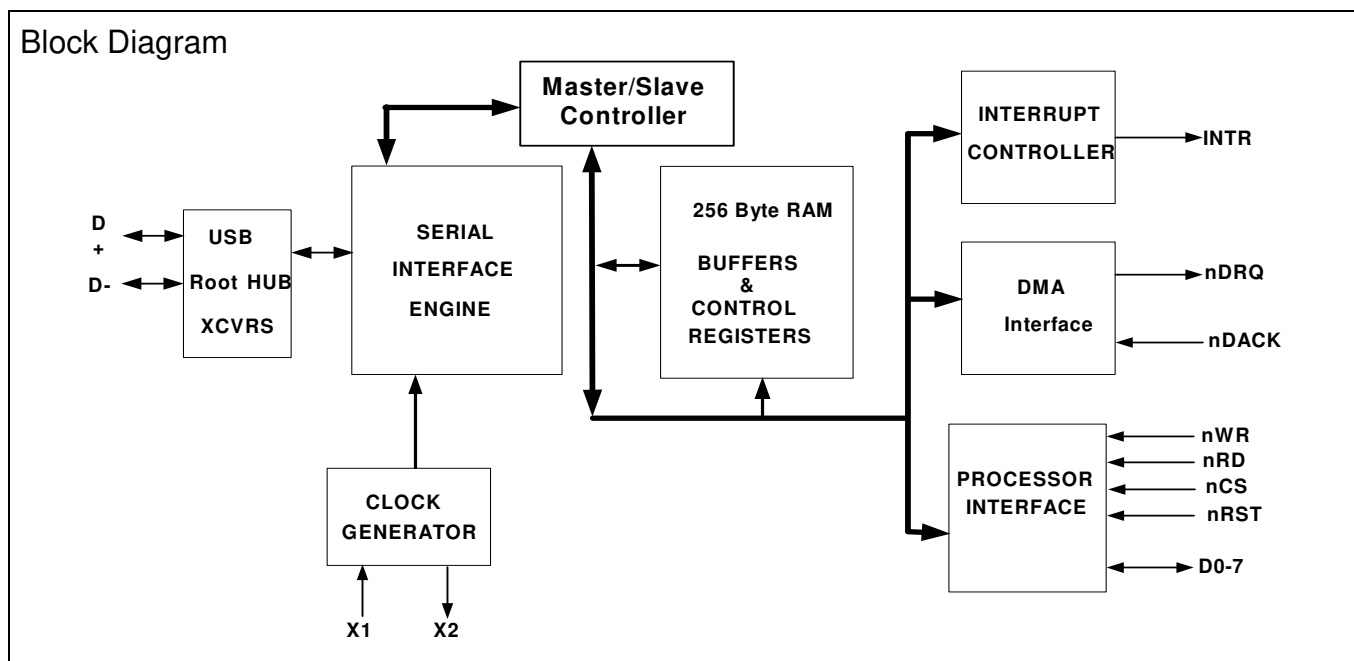 Block Diagram
Master/Slave
Controller
INTERRUPT
CONTROLLER
INTR
D
+
D-
USB
Root HUB
XCVRS
SERIAL
INTERFACE
ENGINE
256 Byte RAM
BUFFERS
&
CONTROL
REGISTERS
DMA
Interface
nDRQ
nDACK
CLOCK
GENERATOR
X1
X2
PROCESSOR
INTERFACE
nWR
nRD
nCS
nRST
D0-7